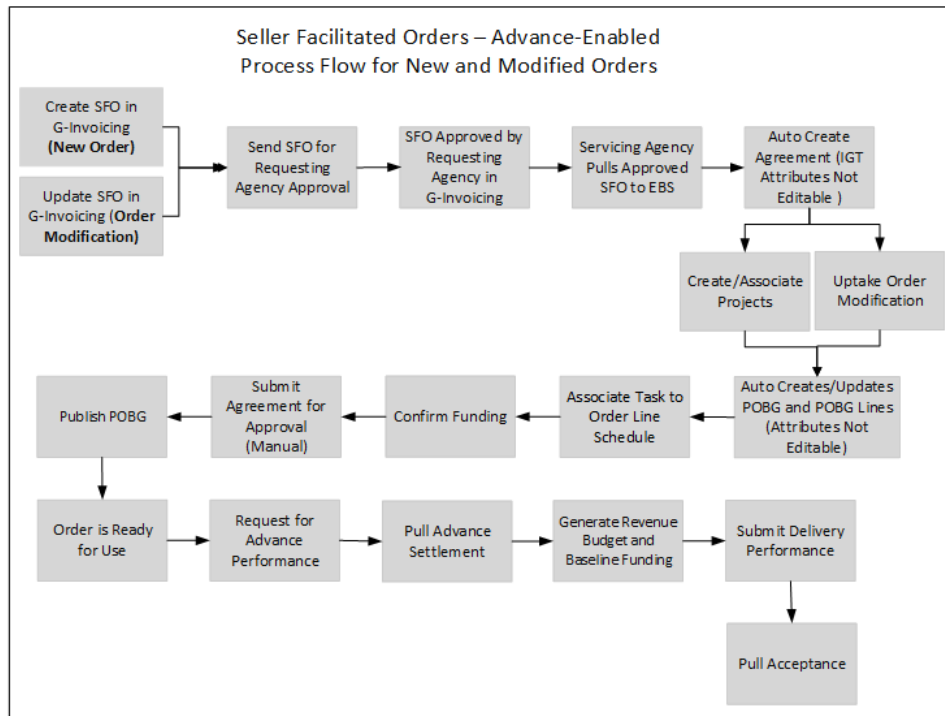 Seller Facilitated Orders – Advance-Enabled
Process Flow for New and Modified Orders
Create SFO in
G-Invoicing
(New Order)
Update SFO in
G-Invoicing (Order
Modification)
Send SFO for
Requesting
Agency Approval
SFO Approved by
Requesting
Agency in
G-Invoicing
Servicing Agency
Pulls Approved
SFO to EBS
Auto Create
Agreement (IGT
Attributes Not
Editable )
Create/Associate
Projects
Uptake Order
Modification
Auto Creates/Updates
POBG and POBG Lines
(Attributes Not
Editable)
Associate Task to
Order Line
Schedule
Confirm Funding
Submit
Agreement for
Approval
(Manual)
Publish POBG
Order is Ready
for Use
Request for
Advance
Performance
Pull Advance
Settlement
Generate Revenue
Budget and
Baseline Funding
Submit Delivery
Performance
Pull Acceptance